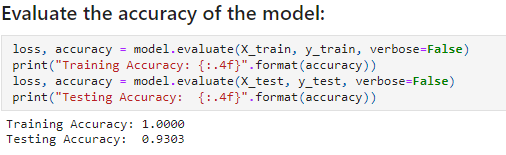 Evaluate the accuracy of the model:
loss, accuracy = model.evaluate(X_train, y_train, verbose=False)
print("Training Accuracy: {:.4f}".format(accuracy))
loss, accuracy = model.evaluate(X_test, y_test, verbose=False)
print("Testing Accuracy:  {:.4f}".format(accuracy))
Training Accuracy: 1.0000
Testing Accuracy:  0.9303